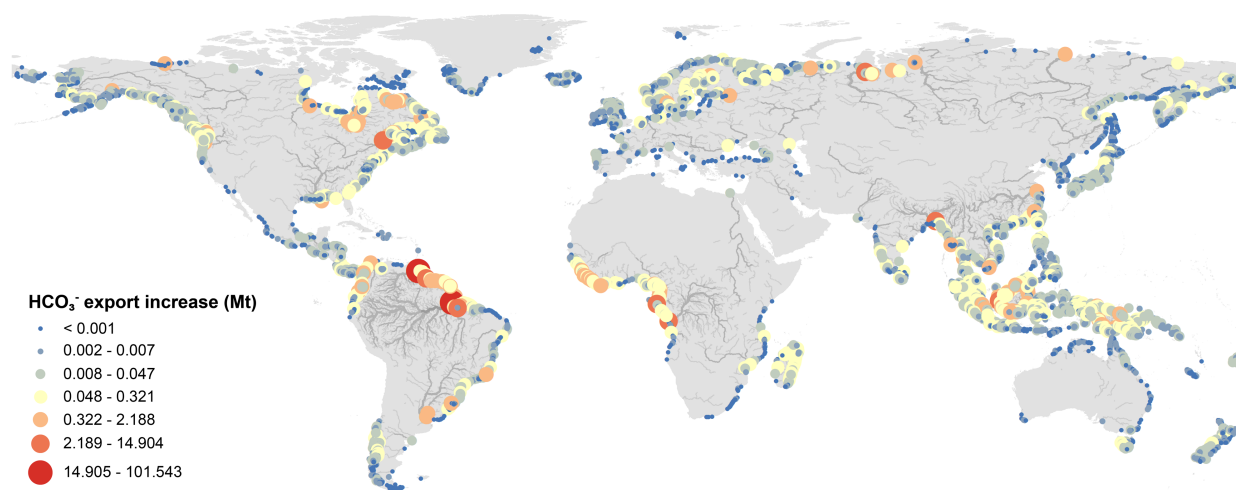 HCO₃⁻ export increase (Mt)
< 0.001
0.002 - 0.007
0.008 - 0.047
0.048 - 0.321
0.322 - 2.188
2.189 - 14.904
14.905 - 101.543